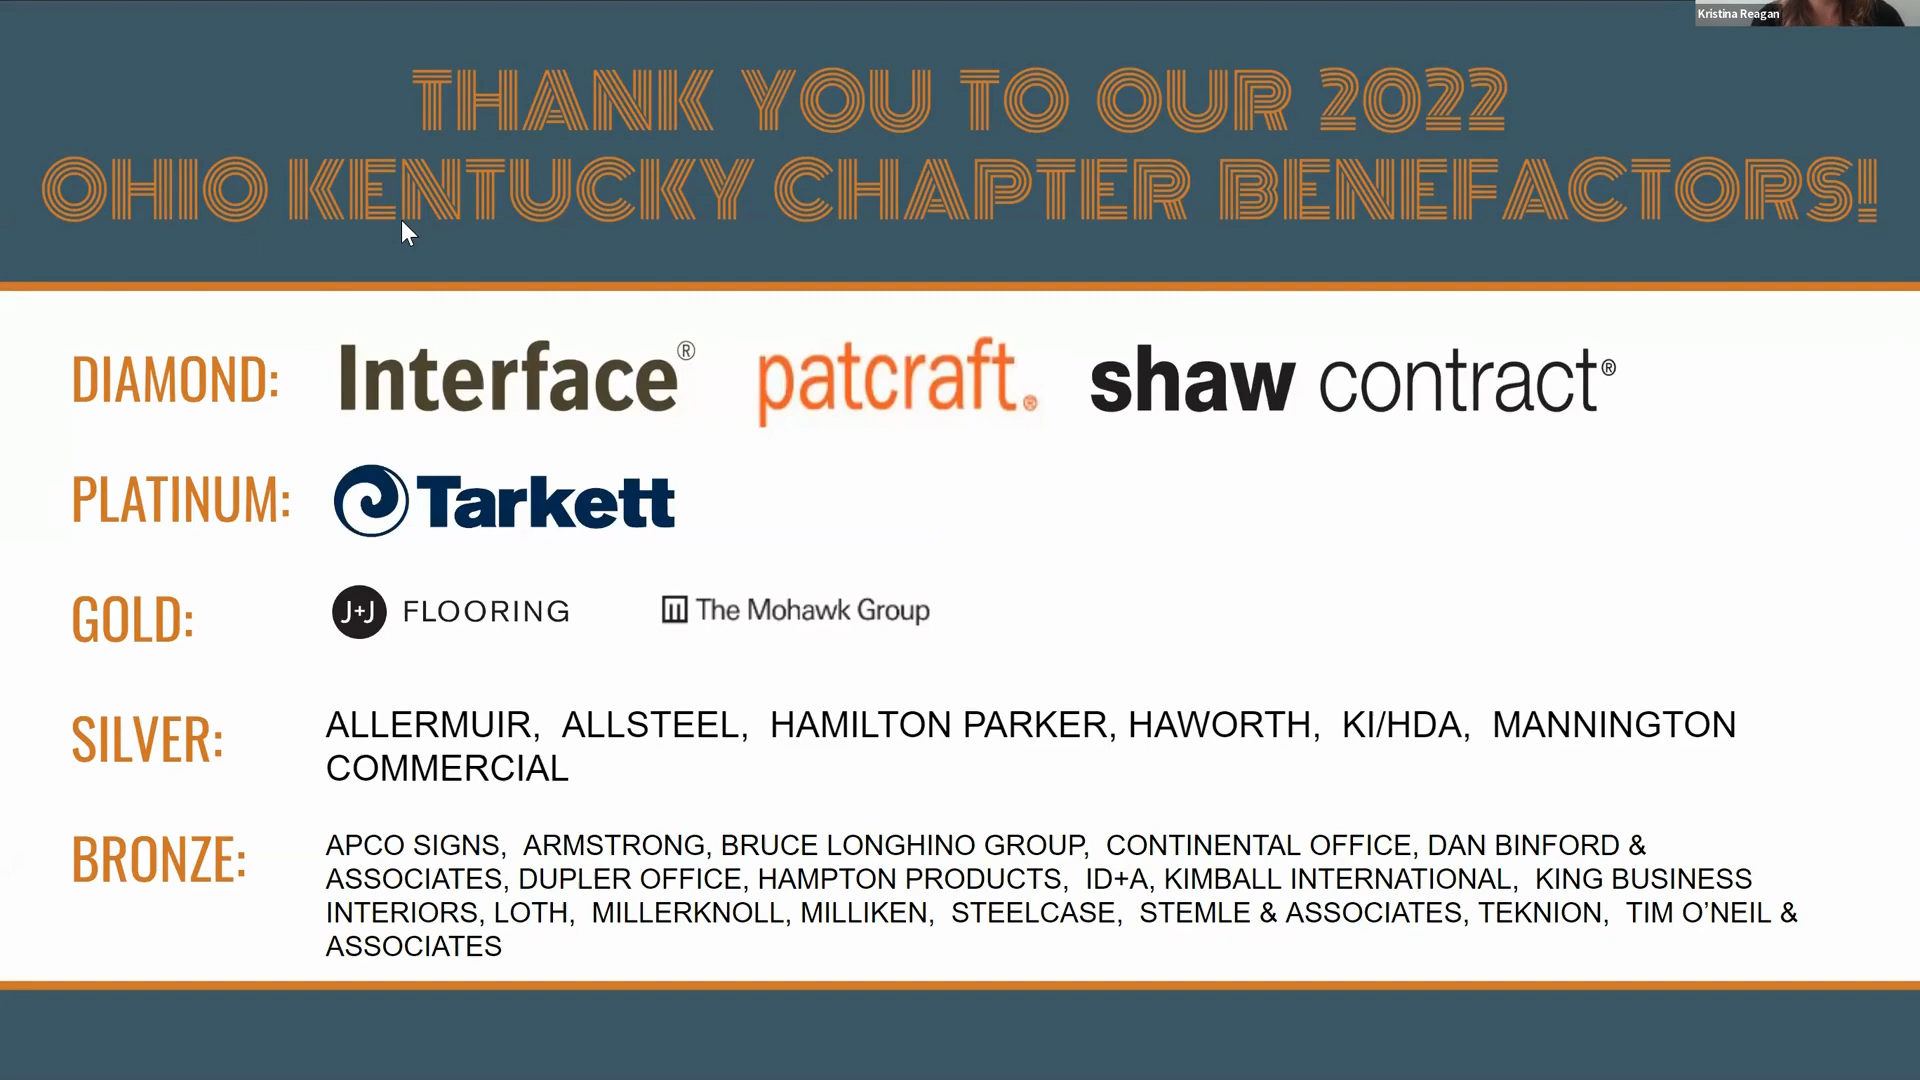 Kristina Reagan
THANK YOU TO OUR 2022
OHIO KENTUCKY CHAPTER BENEFACTORS!
DIAMOND: Interface® patcraft® shaw contract®
PLATINUM: Tarkett
GOLD: J+J FLOORING The Mohawk Group
SILVER: ALLERMUIR, ALLSTEEL, HAMILTON PARKER, HAWORTH, KI/HDA, MANNINGTON
COMMERCIAL
BRONZE: APCO SIGNS, ARMSTRONG, BRUCE LONGHINO GROUP, CONTINENTAL OFFICE, DAN BINFORD &
ASSOCIATES, DUPLER OFFICE, HAMPTON PRODUCTS, ID+A, KIMBALL INTERNATIONAL, KING BUSINESS
INTERIORS, LOTH, MILLERKNOLL, MILLIKEN, STEELCASE, STEMLE & ASSOCIATES, TEKNION, TIM O’NEIL &
ASSOCIATES